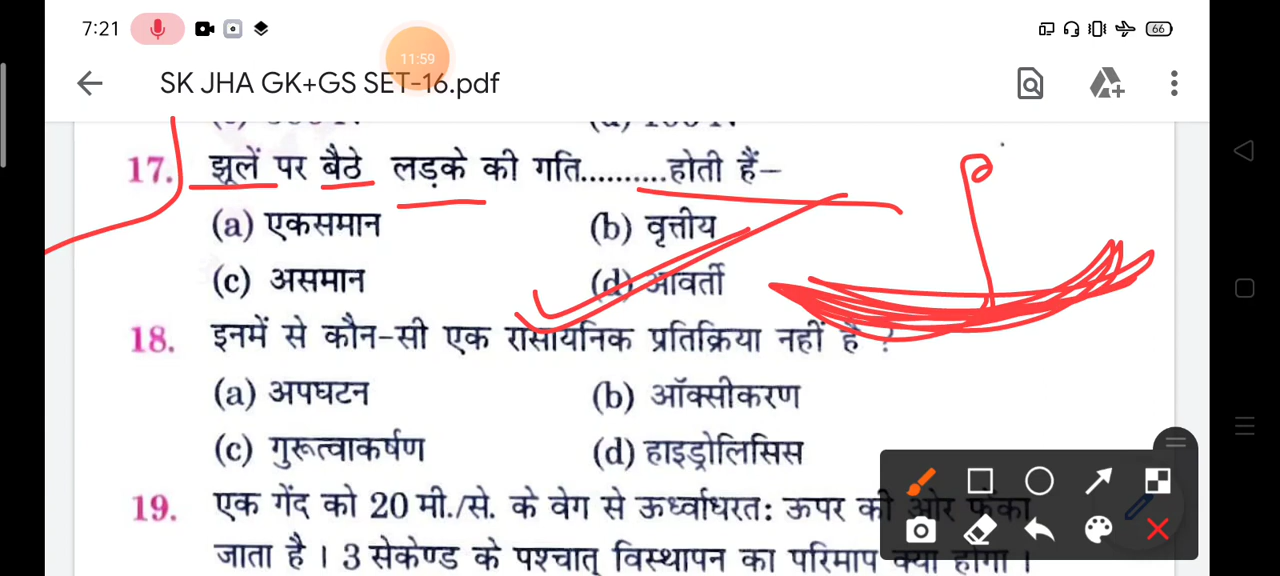 7:21
66
11:59
SK JHA GK+GS SET-16.pdf
17. झूलें पर बैठे लड़के की गति..........होती हैं–
(a) एकसमान (b) वृत्तीय
(c) असमान (d) आवर्ती
18. इनमें से कौन-सी एक रासायनिक प्रतिक्रिया नहीं है ?
(a) अपघटन (b) ऑक्सीकरण
(c) गुरूत्वाकर्षण (d) हाइड्रोलिसिस
19. एक गेंद को 20 मी./से. के वेग से ऊर्ध्वाधरत: ऊपर की ओर फेंका
जाता है । 3 सेकेण्ड के पश्चात् विस्थापन का परिमाप क्या होगा ।